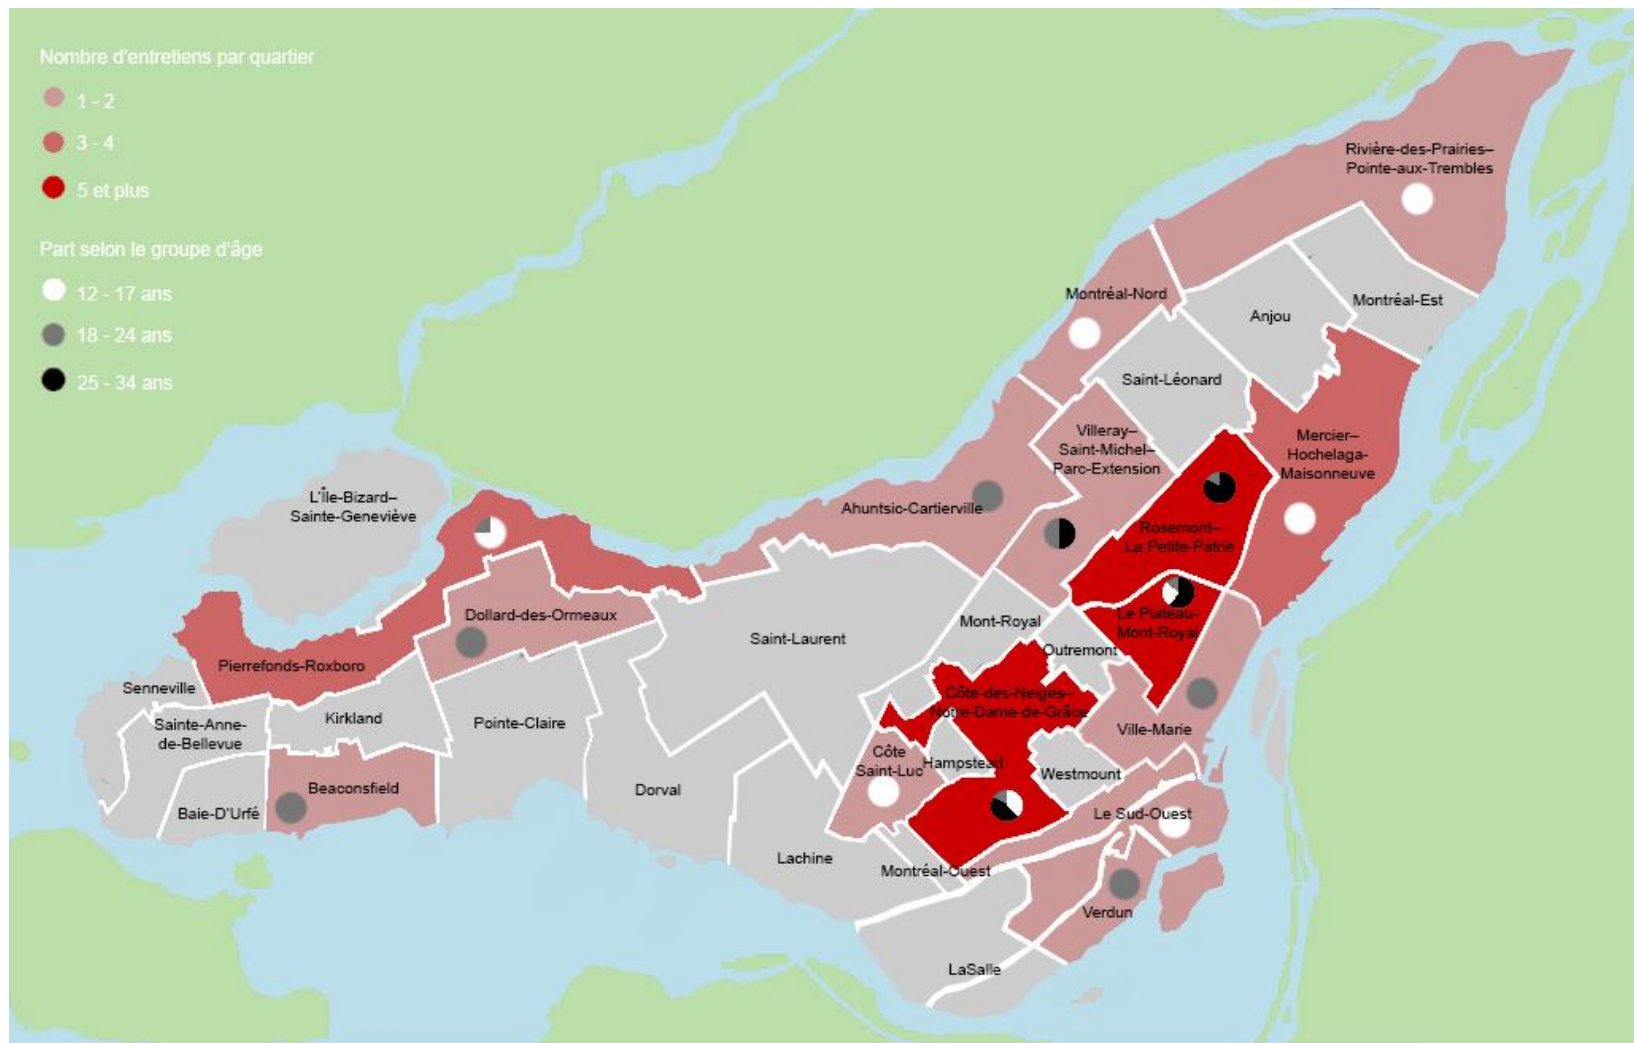 Nombre d'entretiens par quartier
1 - 2
3 - 4
5 et plus
Part selon le groupe d'âge
12 - 17 ans
18 - 24 ans
25 - 34 ans
Rivière-des-Prairies–
Pointe-aux-Trembles
Montréal-Nord
Montréal-Est
Anjou
Saint-Léonard
Villeray–
Saint-Michel–
Parc-Extension
Mercier–
Hochelaga-
Maisonneuve
L'Île-Bizard–
Sainte-Geneviève
Ahuntsic-Cartierville
Rosemont–
La Petite-Patrie
Dollard-des-Ormeaux
Saint-Laurent
Mont-Royal
Le Plateau-
Mont-Royal
Outremont
Pierrefonds-Roxboro
Senneville
Côte-des-Neiges–
Notre-Dame-de-Grâce
Sainte-Anne-
de-Bellevue
Kirkland
Pointe-Claire
Ville-Marie
Côte
Saint-Luc
Hampstead
Westmount
Beaconsfield
Dorval
Baie-D'Urfé
Le Sud-Ouest
Lachine
Montréal-Ouest
Verdun
LaSalle